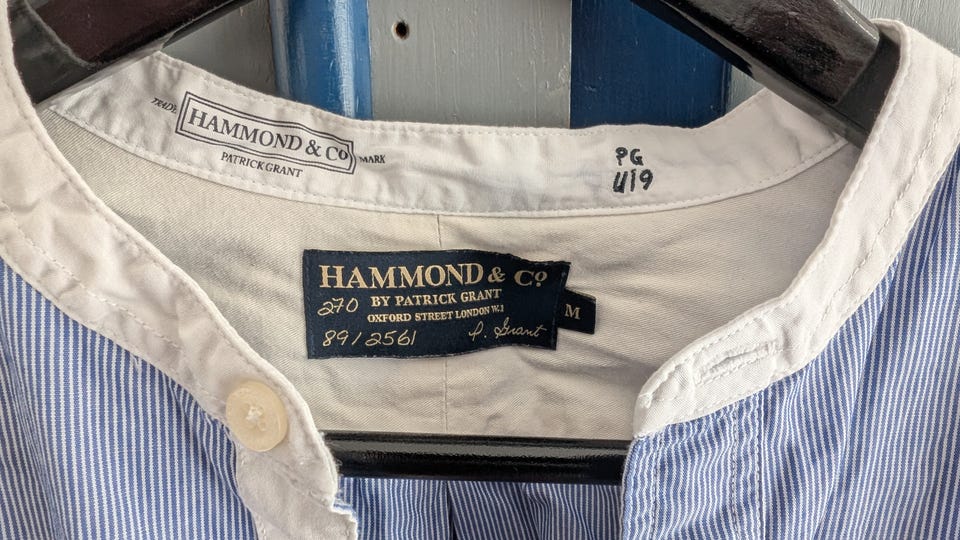 TRADE
HAMMOND & Co
MARK
PATRICK GRANT
PG
U19
HAMMOND & Co.
270 BY PATRICK GRANT
OXFORD STREET LONDON W.1
89/2561 P. Grant
M